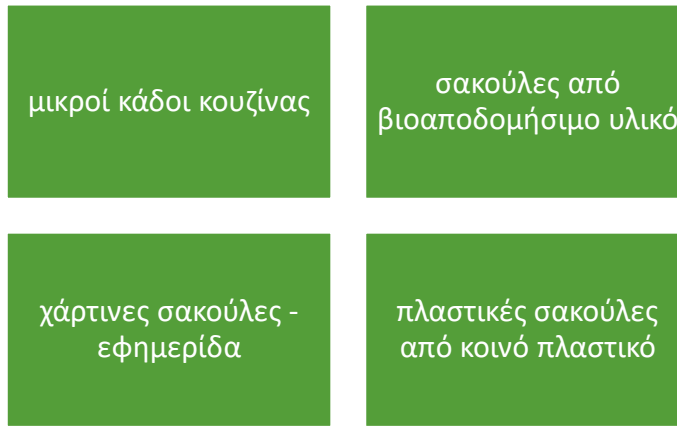 μικροί κάδοι κουζίνας
σακούλες από
βιοαποδομήσιμο υλικό
χάρτινες σακούλες -
εφημερίδα
πλαστικές σακούλες
από κοινό πλαστικό